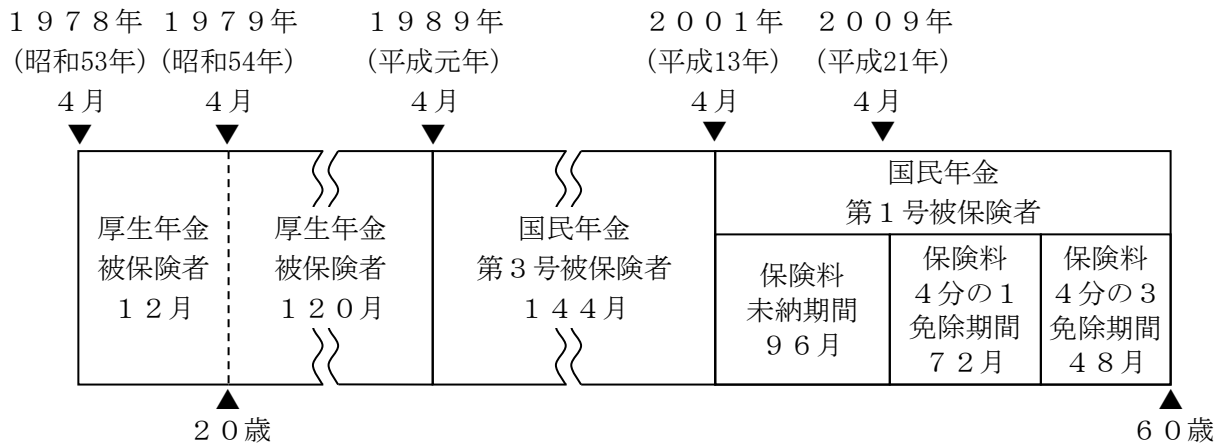 １９７８年 １９７９年 １９８９年 ２００１年 ２００９年
（昭和53年）（昭和54年） （平成元年） （平成13年） （平成21年）
４月 ４月 ４月 ４月 ４月
国民年金
第１号被保険者
厚生年金
被保険者
１２月
厚生年金
被保険者
１２０月
国民年金
第３号被保険者
１４４月
保険料
未納期間
９６月
保険料
４分の１
免除期間
７２月
保険料
４分の３
免除期間
４８月
２０歳 ６０歳